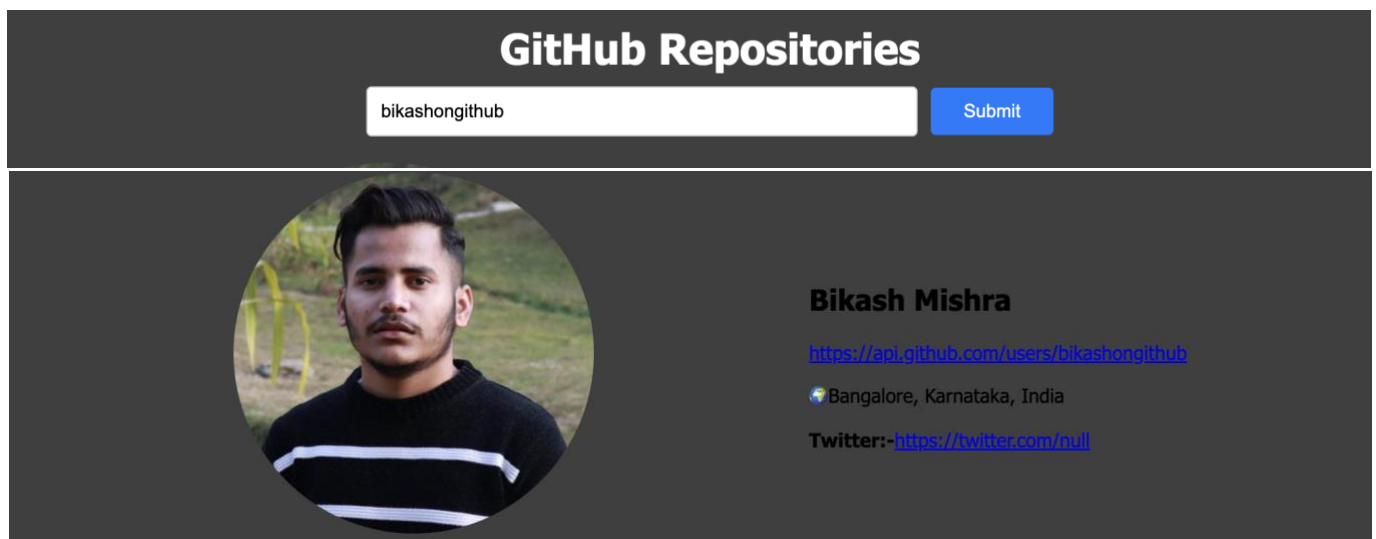 GitHub Repositories
bikashongithub Submit
Bikash Mishra
https://api.github.com/users/bikashongithub
🌍Bangalore, Karnataka, India
Twitter:-https://twitter.com/null